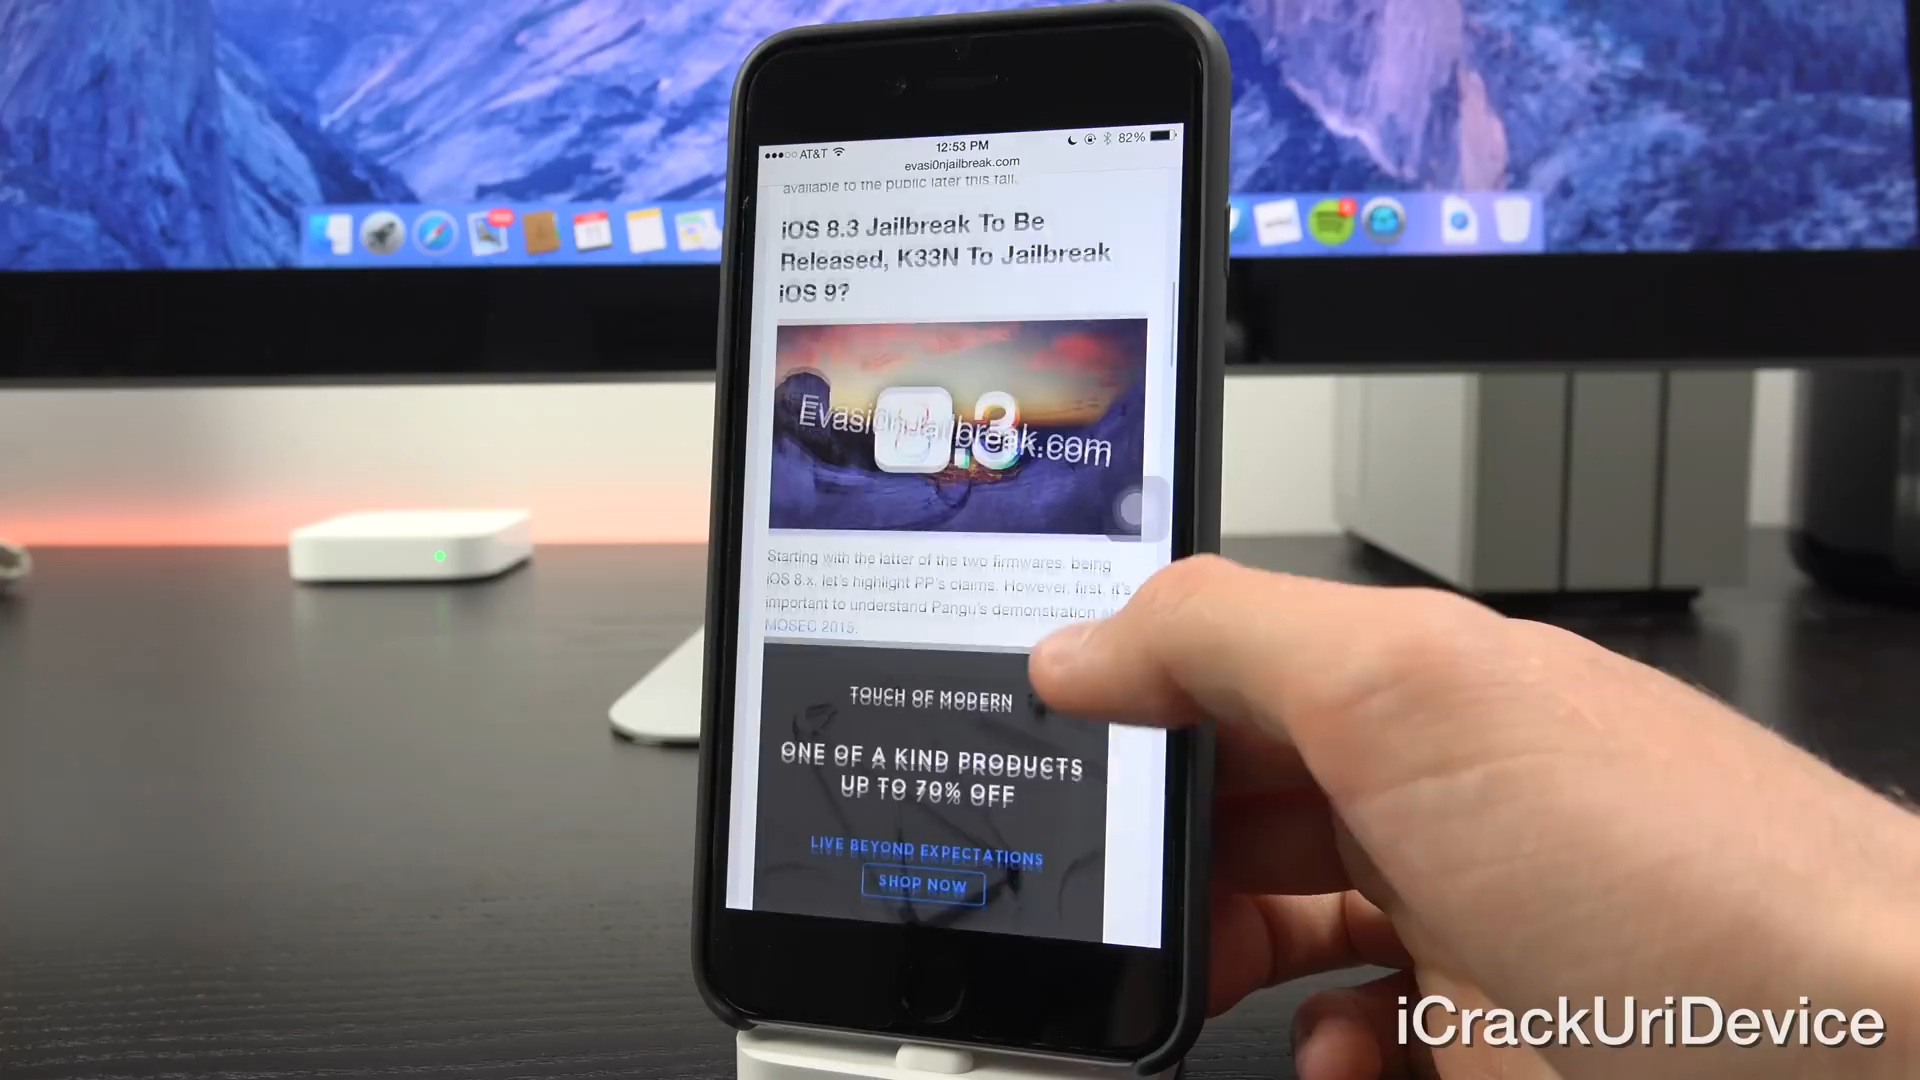 AT&T
12:53 PM
82%
evasi0njailbreak.com
available to the public later this fall.
iOS 8.3 Jailbreak To Be
Released, K33N To Jailbreak
iOS 9?
8.3
Evasi0nJailbreak.com
Starting with the latter of the two firmwares, being
iOS 8.x, let's highlight PP's claims. However, first, it's
important to understand Pangu's demonstration
MOSEC 2015.
TOUCH OF MODERN
ONE OF A KIND PRODUCTS
UP TO 70% OFF
LIVE BEYOND EXPECTATIONS
SHOP NOW
iCrackUriDevice